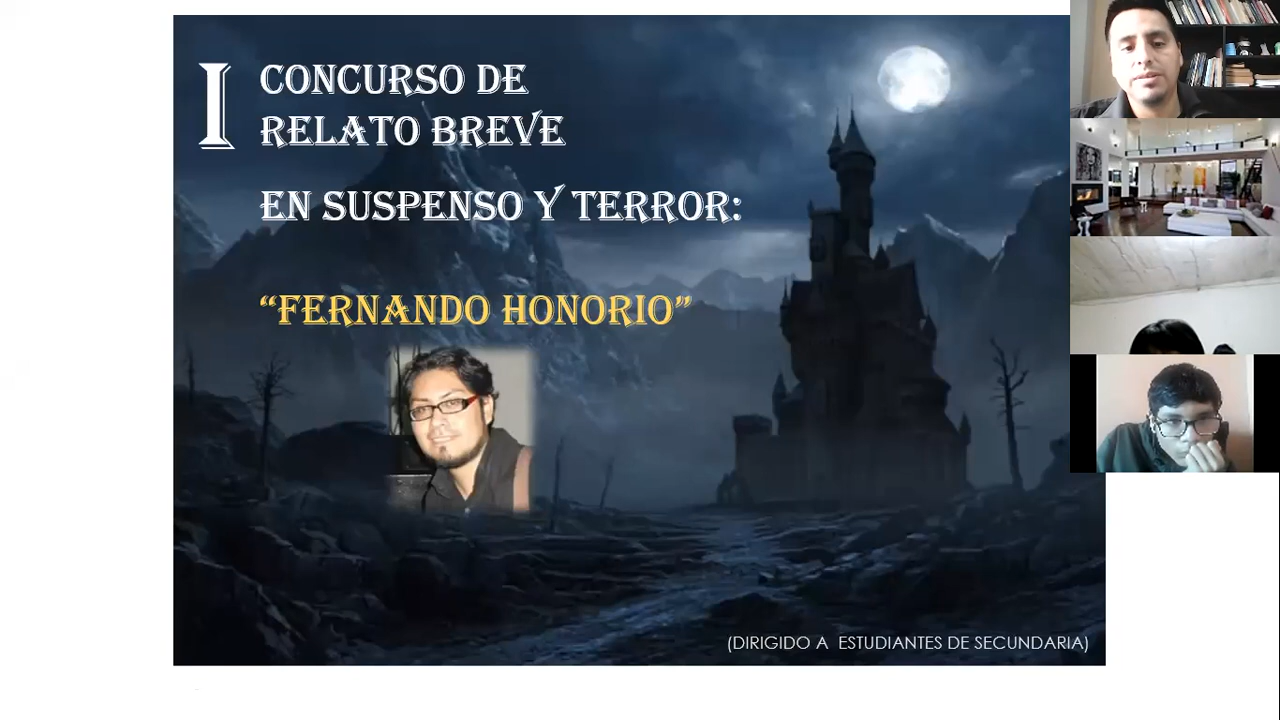 I CONCURSO DE
RELATO BREVE
EN SUSPENSO Y TERROR:
“FERNANDO HONORIO”
(DIRIGIDO A ESTUDIANTES DE SECUNDARIA)